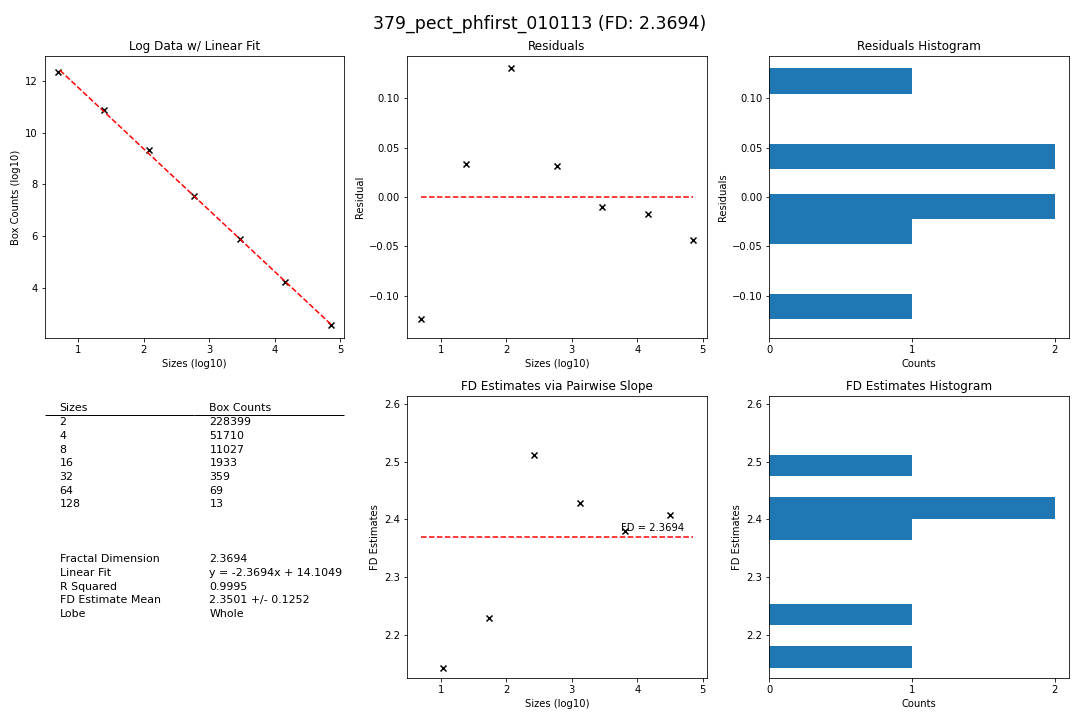 379_pect_phfirst_010113 (FD: 2.3694)
Log Data w/ Linear Fit
Box Counts (log10)
12
10
8
6
4
1 2 3 4 5
Sizes (log10)
Residuals
Residual
0.10
0.05
0.00
−0.05
−0.10
1 2 3 4 5
Sizes (log10)
Residuals Histogram
Residuals
0.10
0.05
0.00
−0.05
−0.10
0 1 2
Counts
Sizes Box Counts
2 228399
4 51710
8 11027
16 1933
32 359
64 69
128 13
Fractal Dimension 2.3694
Linear Fit y = -2.3694x + 14.1049
R Squared 0.9995
FD Estimate Mean 2.3501 +/- 0.1252
Lobe Whole
FD Estimates via Pairwise Slope
FD Estimates
2.6
2.5
2.4
2.3
2.2
FD = 2.3694
1 2 3 4 5
Sizes (log10)
FD Estimates Histogram
FD Estimates
2.6
2.5
2.4
2.3
2.2
0 1 2
Counts